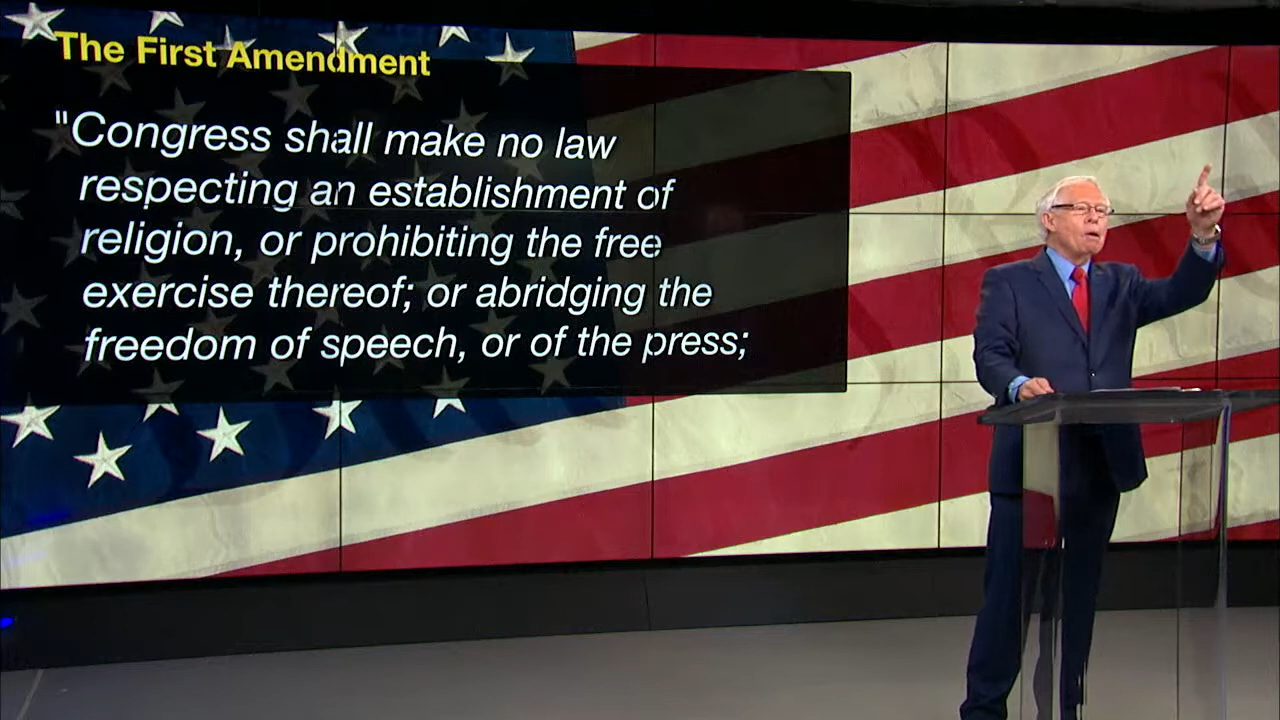 The First Amendment
"Congress shall make no law
respecting an establishment of
religion, or prohibiting the free
exercise thereof; or abridging the
freedom of speech, or of the press;